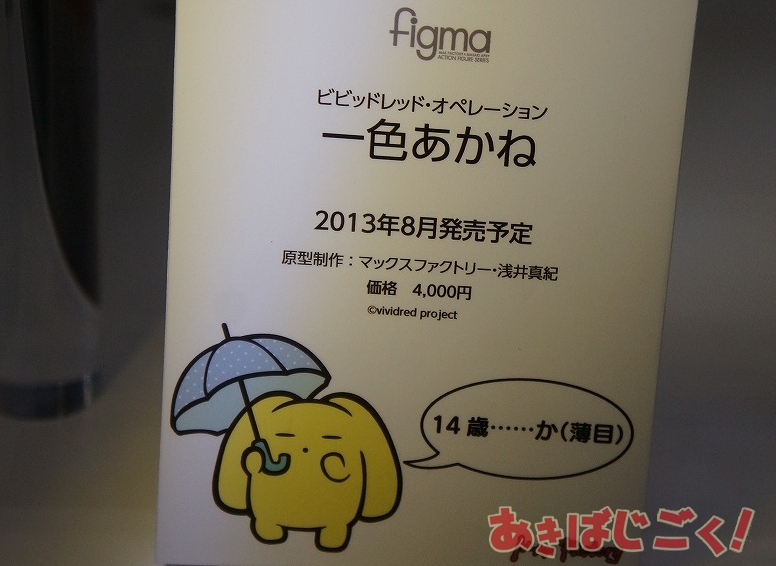 figma
ACTION FIGURE SERIES
ビビッドレッド・オペレーション
一色あかね
2013年8月発売予定
原型制作：マックスファクトリー・浅井真紀
価格 4,000円
©vividred project
14歳……か(薄目)
あきばじごく!